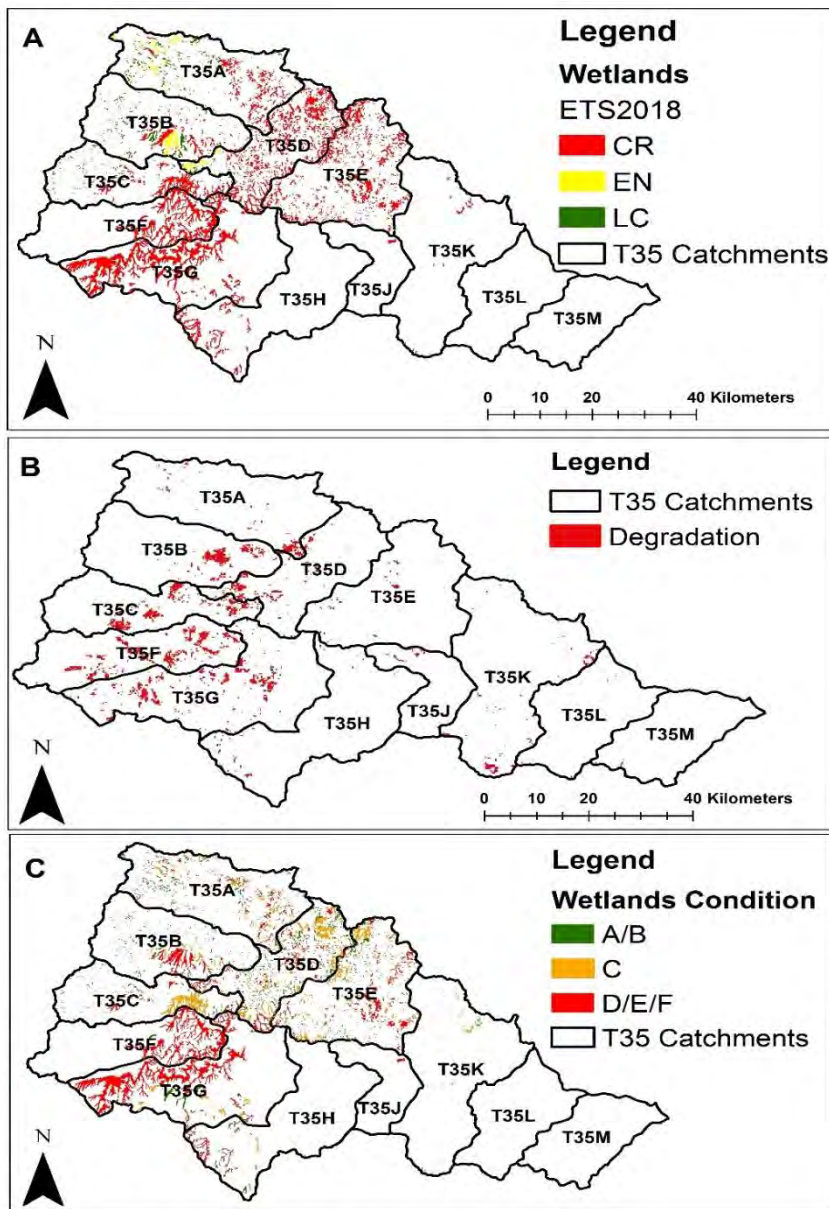 A
Legend
Wetlands
ETS2018
CR
EN
LC
T35 Catchments
T35A
T35B
T35C
T35D
T35E
T35F
T35G
T35H
T35J
T35K
T35L
T35M
N
0 10 20 40 Kilometers
B
Legend
T35 Catchments
Degradation
T35A
T35B
T35C
T35D
T35E
T35F
T35G
T35H
T35J
T35K
T35L
T35M
N
0 10 20 40 Kilometers
C
Legend
Wetlands Condition
A/B
C
D/E/F
T35 Catchments
T35A
T35B
T35C
T35D
T35E
T35F
T35G
T35H
T35J
T35K
T35L
T35M
N